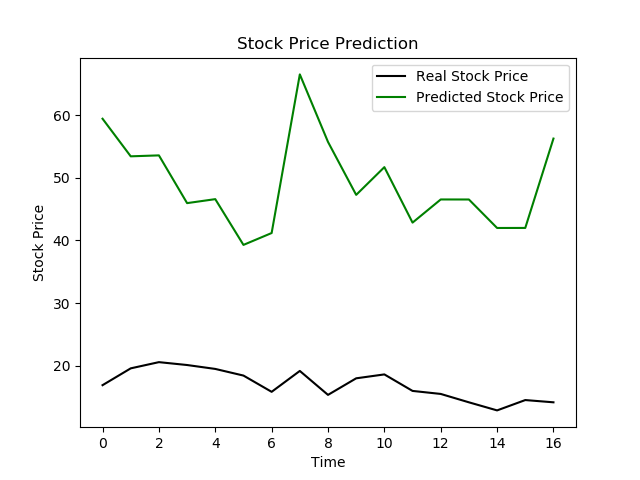 Stock Price Prediction
Real Stock Price
Predicted Stock Price
Stock Price
60
50
40
30
20
0 2 4 6 8 10 12 14 16
Time